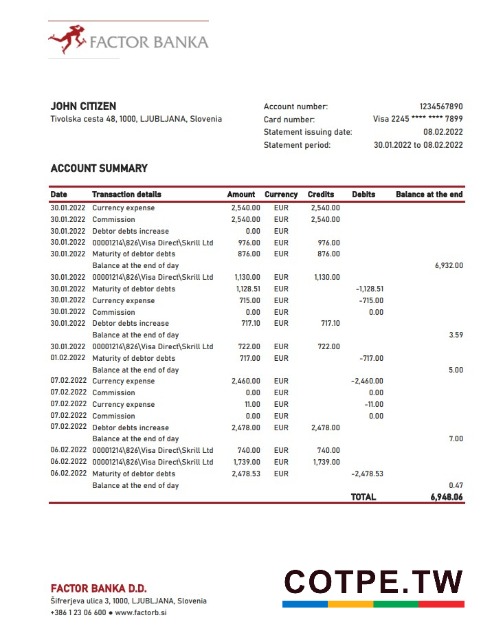 FACTOR BANKA
JOHN CITIZEN
Tivolska cesta 48, 1000, LJUBLJANA, Slovenia
Account number: 1234567890
Card number: Visa 2245 **** **** 7899
Statement issuing date: 08.02.2022
Statement period: 30.01.2022 to 08.02.2022
ACCOUNT SUMMARY
Date Transaction details Amount Currency Credits Debits Balance at the end
30.01.2022 Currency expense 2,540.00 EUR 2,540.00
30.01.2022 Commission 2,540.00 EUR 2,540.00
30.01.2022 Debtor debts increase 0.00 EUR
30.01.2022 00001214\826\Visa Direct\Skrill Ltd 976.00 EUR 976.00
30.01.2022 Maturity of debtor debts 876.00 EUR 876.00
Balance at the end of day 6,932.00
30.01.2022 00001214\826\Visa Direct\Skrill Ltd 1,130.00 EUR 1,130.00
30.01.2022 Maturity of debtor debts 1,128.51 EUR -1,128.51
30.01.2022 Currency expense 715.00 EUR -715.00
30.01.2022 Commission 0.00 EUR 0.00
30.01.2022 Debtor debts increase 717.10 EUR 717.10
Balance at the end of day 3.59
30.01.2022 00001214\826\Visa Direct\Skrill Ltd 722.00 EUR 722.00
01.02.2022 Maturity of debtor debts 717.00 EUR -717.00
Balance at the end of day 5.00
07.02.2022 Currency expense 2,460.00 EUR -2,460.00
07.02.2022 Commission 0.00 EUR 0.00
07.02.2022 Currency expense 11.00 EUR -11.00
07.02.2022 Commission 0.00 EUR 0.00
07.02.2022 Debtor debts increase 2,478.00 EUR 2,478.00
Balance at the end of day 7.00
06.02.2022 00001214\826\Visa Direct\Skrill Ltd 740.00 EUR 740.00
06.02.2022 00001214\826\Visa Direct\Skrill Ltd 1,739.00 EUR 1,739.00
06.02.2022 Maturity of debtor debts 2,478.53 EUR -2,478.53
Balance at the end of day 0.47
TOTAL 6,948.06
FACTOR BANKA D.D.
Šifrerjeva ulica 3, 1000, LJUBLJANA, Slovenia
+386 1 23 06 600 ● www.factorb.si
COTPE.TW